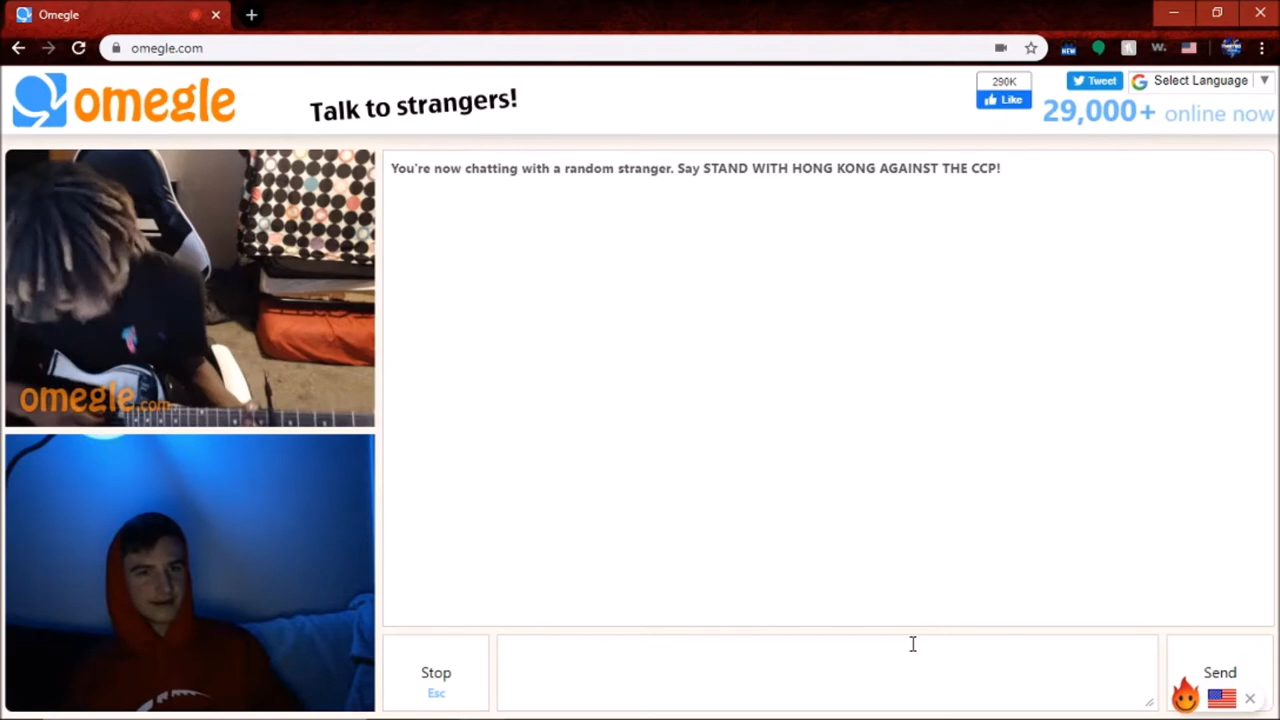 Omegle
omegle.com
omegle
Talk to strangers!
290K
Like
Tweet
Select Language
29,000+ online now
NEW
W.
You're now chatting with a random stranger. Say STAND WITH HONG KONG AGAINST THE CCP!
omegle.com
Stop
Esc
Send